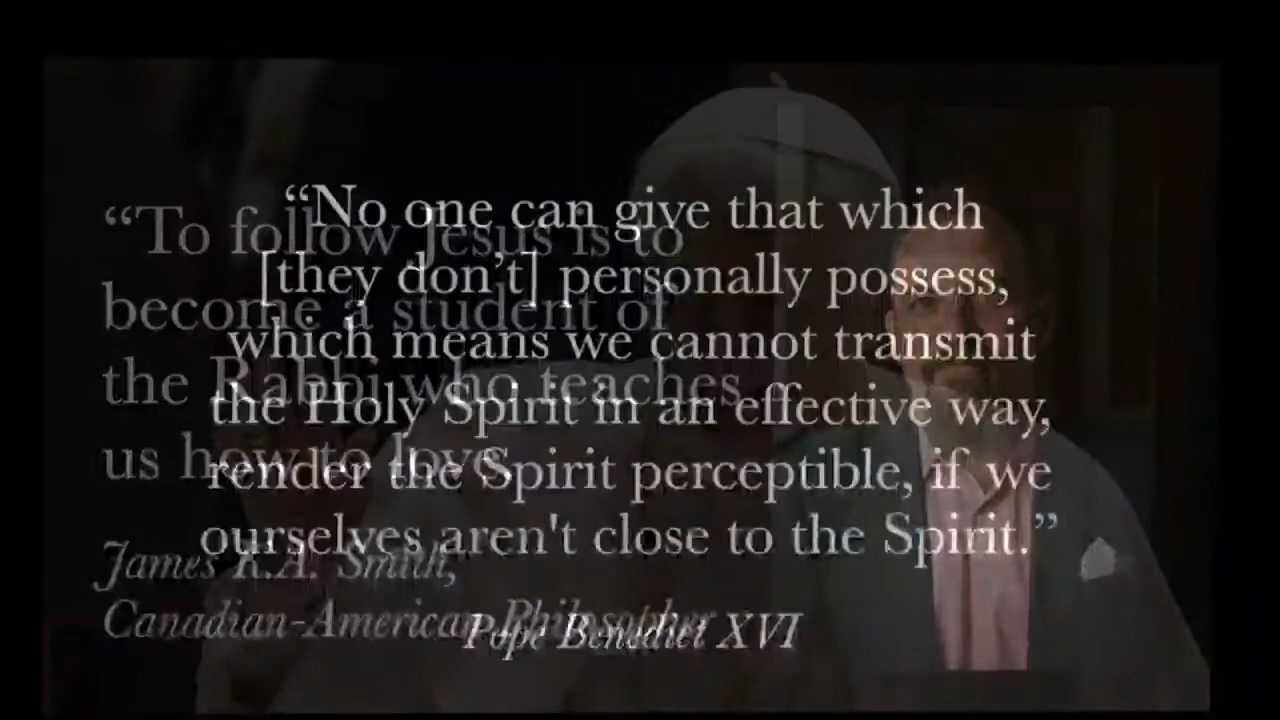 “No one can give that which
[they don’t] personally possess,
which means we cannot transmit
the Holy Spirit in an effective way,
render the Spirit perceptible, if we
ourselves aren't close to the Spirit.”
Pope Benedict XVI
“To follow Jesus is to
become a student of
the Rabbi who teaches
us how to love.
James R.A. Smith,
Canadian-American Philosopher